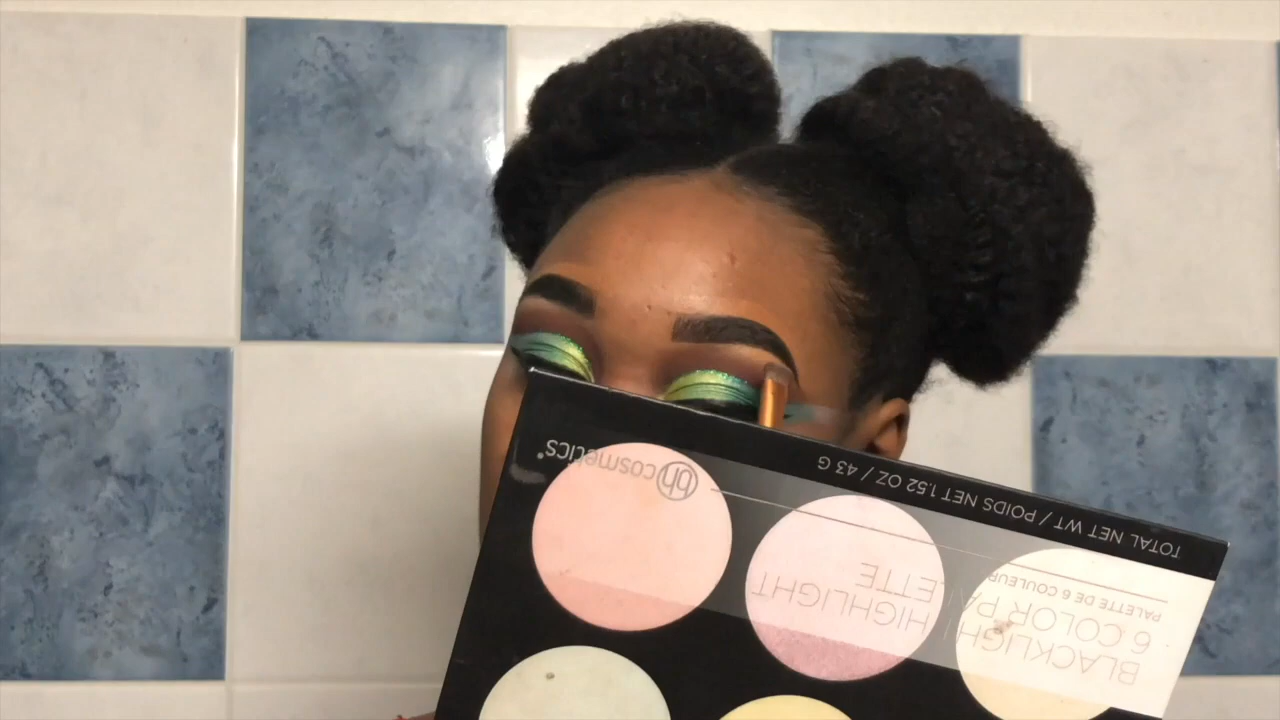 TOTAL NET WT / POIDS NET 1.52 OZ / 43 G
bh cosmetics®
BLACKLIGHT HIGHLIGHT
6 COLOR PALETTE
PALETTE DE 6 COULEUR